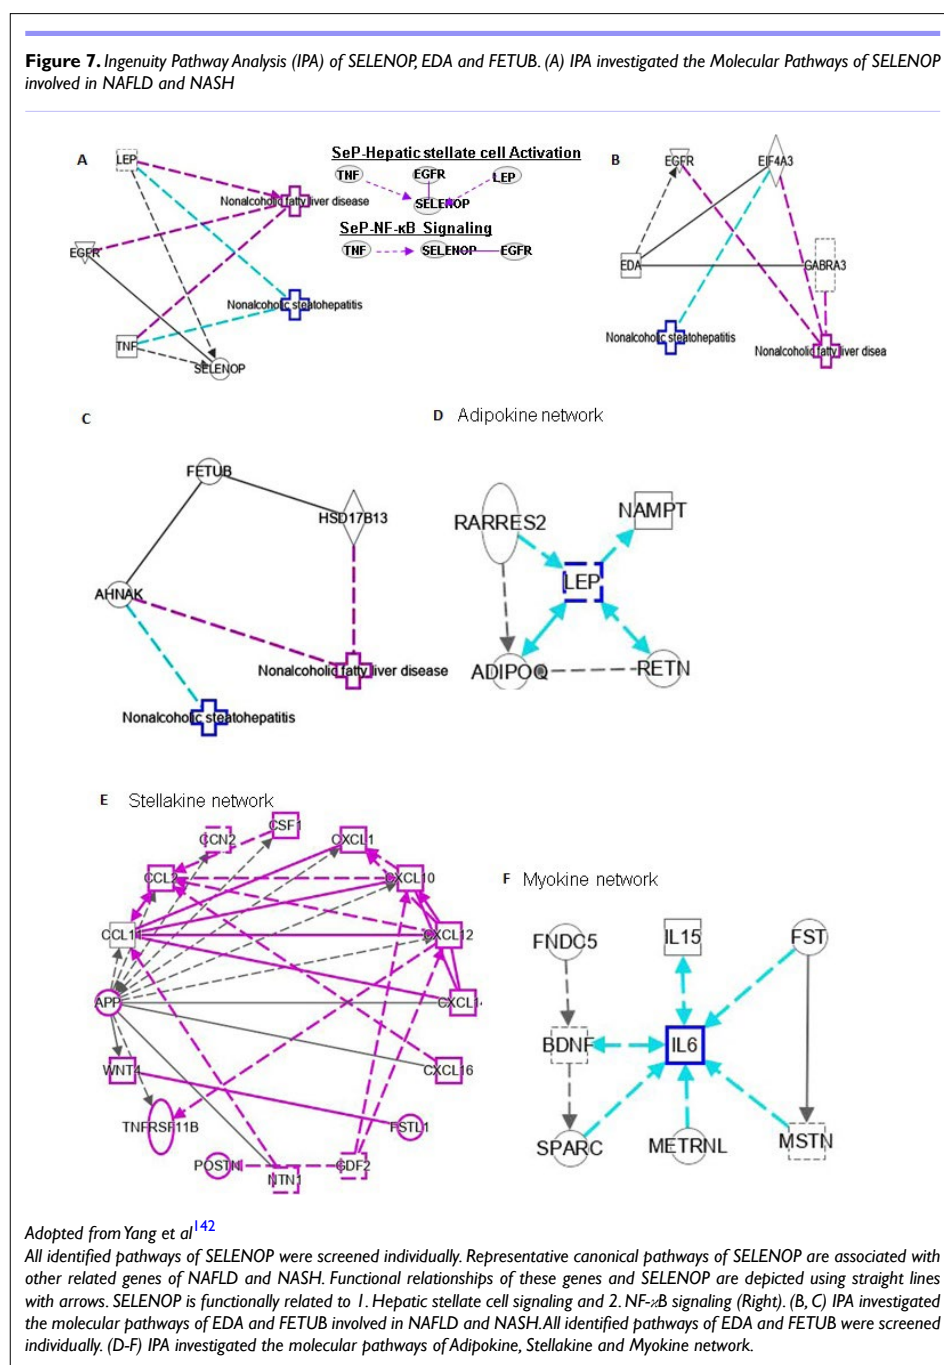 Figure 7. Ingenuity Pathway Analysis (IPA) of SELENOP, EDA and FETUB. (A) IPA investigated the Molecular Pathways of SELENOP
involved in NAFLD and NASH
A
LEP
Nonalcoholic fatty liver disease
EGFR
Nonalcoholic steatohepatitis
TNF
SELENOP
SeP-Hepatic stellate cell Activation
TNF
EGFR
LEP
SELENOP
SeP-NF-κB Signaling
TNF
SELENOP
EGFR
B
EGFR
EIF4A3
EDA
GABRA3
Nonalcoholic steatohepatitis
Nonalcoholic fatty liver disea
C
FETUB
HSD17B13
AHNAK
Nonalcoholic fatty liver disease
Nonalcoholic steatohepatitis
D Adipokine network
RARRES2
NAMPT
LEP
ADIPOQ
RETN
E Stellakine network
CSF1
CCN2
CXCL1
CCL2
CXCL10
CCL11
CXCL12
APP
CXCL14
WNT4
CXCL16
TNFRSF11B
FSTL1
POSTN
GDF2
NTN1
F Myokine network
FNDC5
IL15
FST
BDNF
IL6
SPARC
METRNL
MSTN
Adopted from Yang et al142
All identified pathways of SELENOP were screened individually. Representative canonical pathways of SELENOP are associated with
other related genes of NAFLD and NASH. Functional relationships of these genes and SELENOP are depicted using straight lines
with arrows. SELENOP is functionally related to 1. Hepatic stellate cell signaling and 2. NF-κB signaling (Right). (B, C) IPA investigated
the molecular pathways of EDA and FETUB involved in NAFLD and NASH. All identified pathways of EDA and FETUB were screened
individually. (D-F) IPA investigated the molecular pathways of Adipokine, Stellakine and Myokine network.